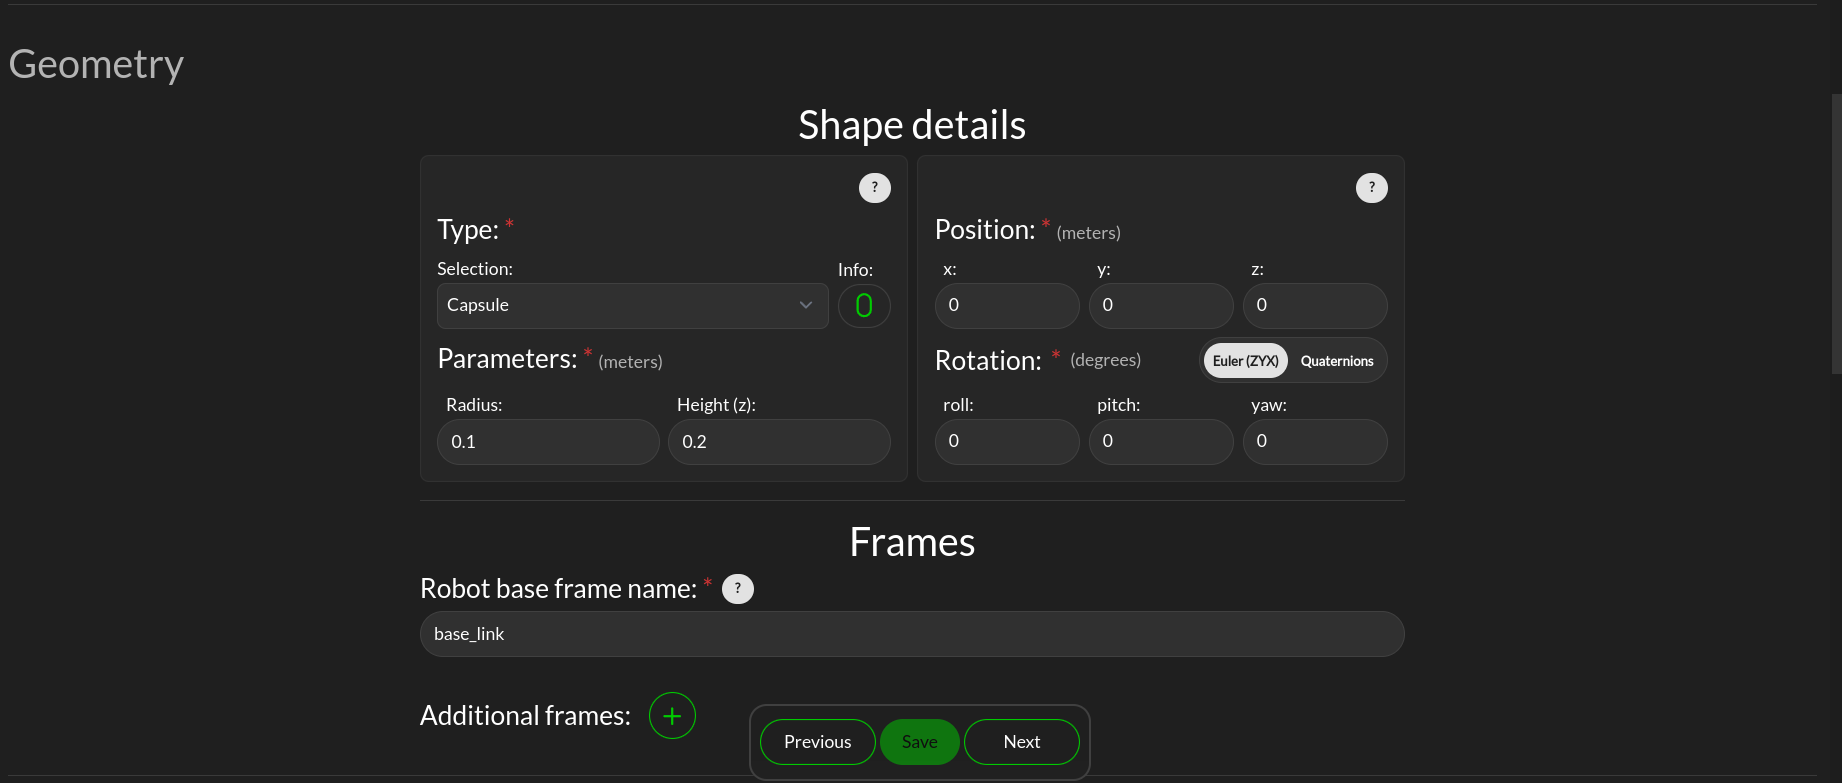 Geometry
Shape details
?
Type: *
Selection:
Info:
Capsule
Parameters: * (meters)
Radius:
Height (z):
0.1
0.2
?
Position: * (meters)
x:
y:
z:
0
0
0
Rotation: * (degrees)
Euler (ZYX)
Quaternions
roll:
pitch:
yaw:
0
0
0
Frames
Robot base frame name: * ?
base_link
Additional frames: +
Previous
Save
Next